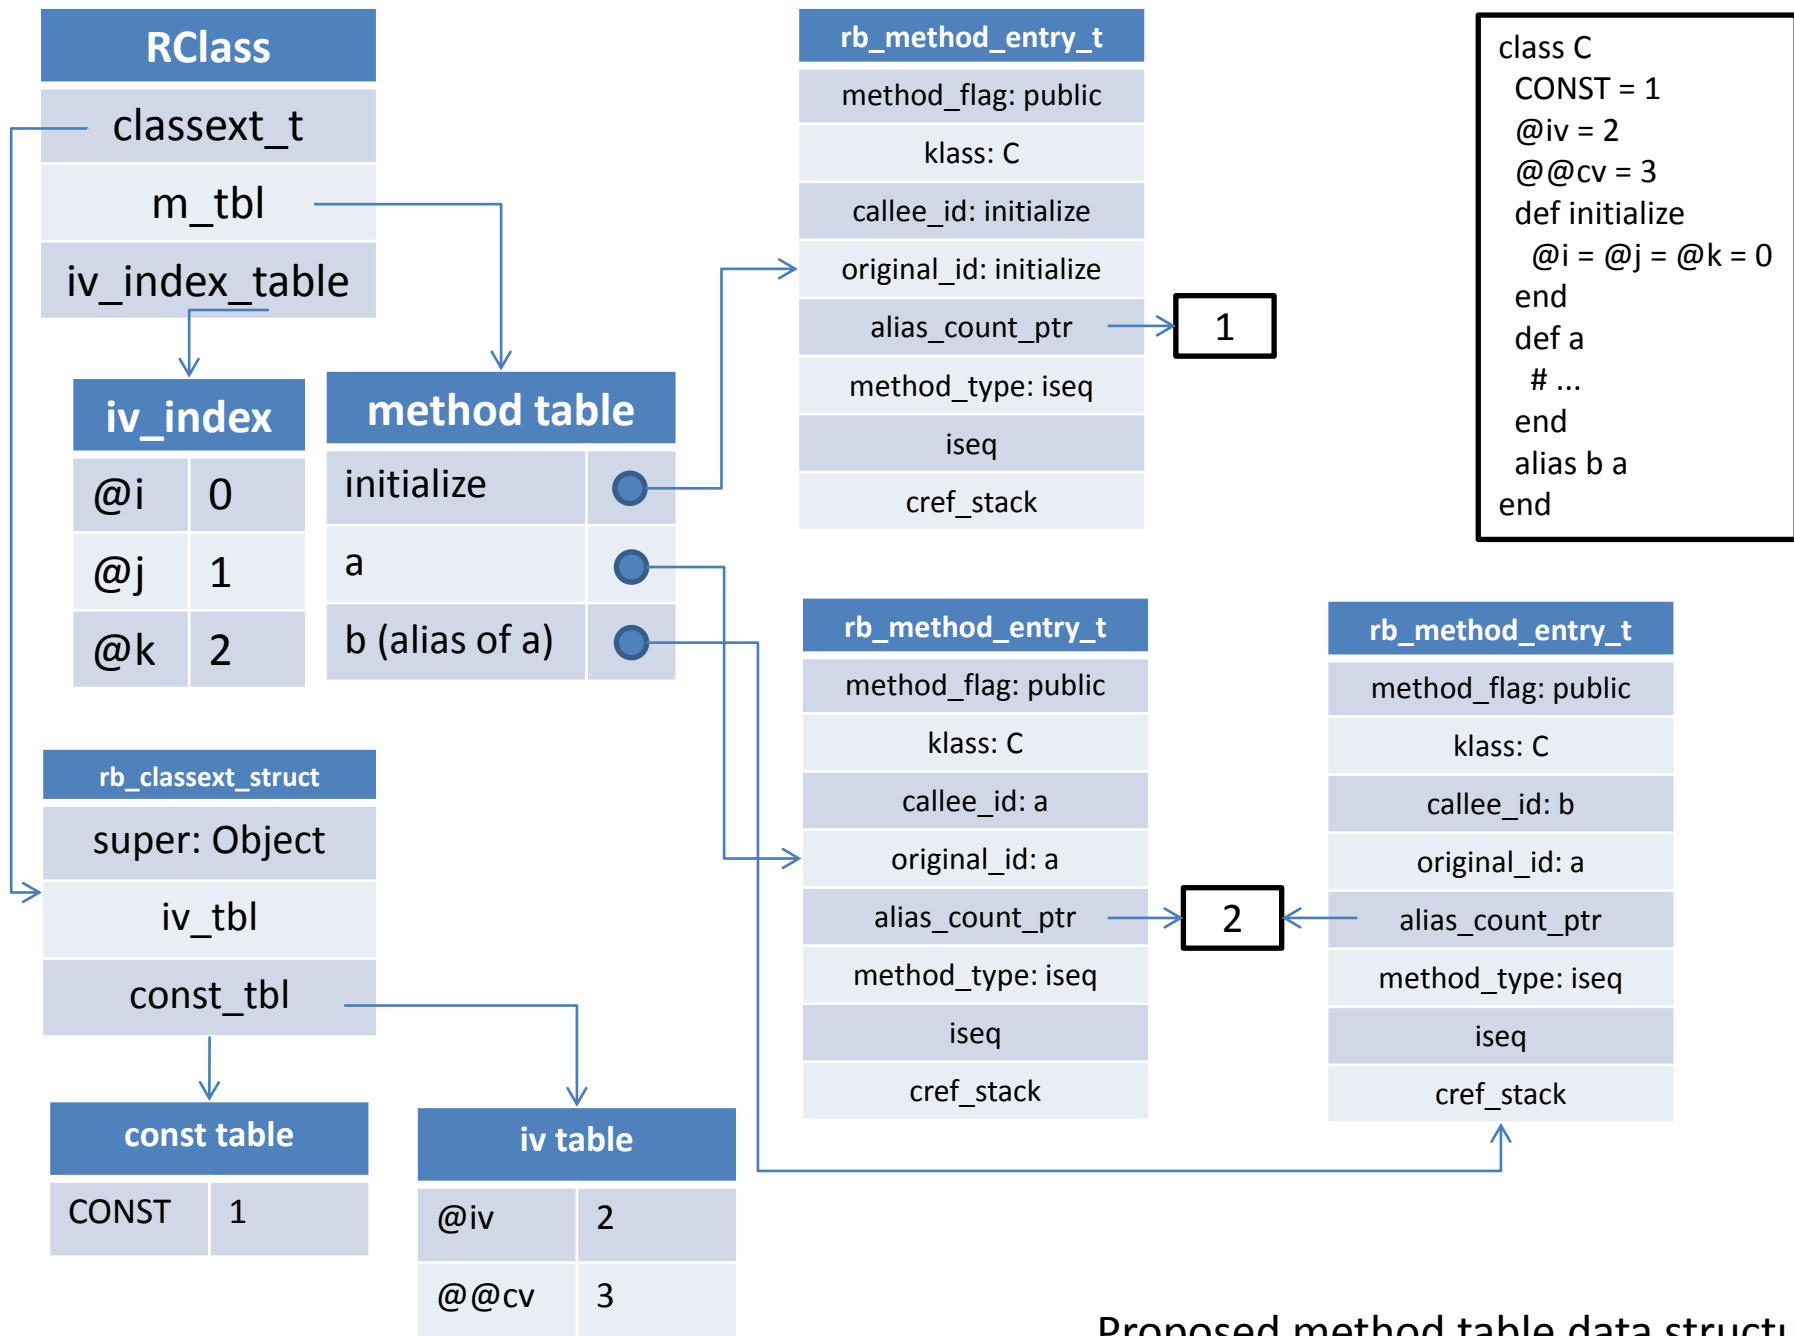 RClass
classext_t
m_tbl
iv_index_table
iv_index
@i 0
@j 1
@k 2
method table
initialize
a
b (alias of a)
rb_classext_struct
super: Object
iv_tbl
const_tbl
const table
CONST 1
iv table
@iv 2
@@cv 3
rb_method_entry_t
method_flag: public
klass: C
callee_id: initialize
original_id: initialize
alias_count_ptr
method_type: iseq
iseq
cref_stack
1
rb_method_entry_t
method_flag: public
klass: C
callee_id: a
original_id: a
alias_count_ptr
method_type: iseq
iseq
cref_stack
2
rb_method_entry_t
method_flag: public
klass: C
callee_id: b
original_id: a
alias_count_ptr
method_type: iseq
iseq
cref_stack
class C
CONST = 1
@iv = 2
@@cv = 3
def initialize
@i = @j = @k = 0
end
def a
# ...
end
alias b a
end
Proposed method table data